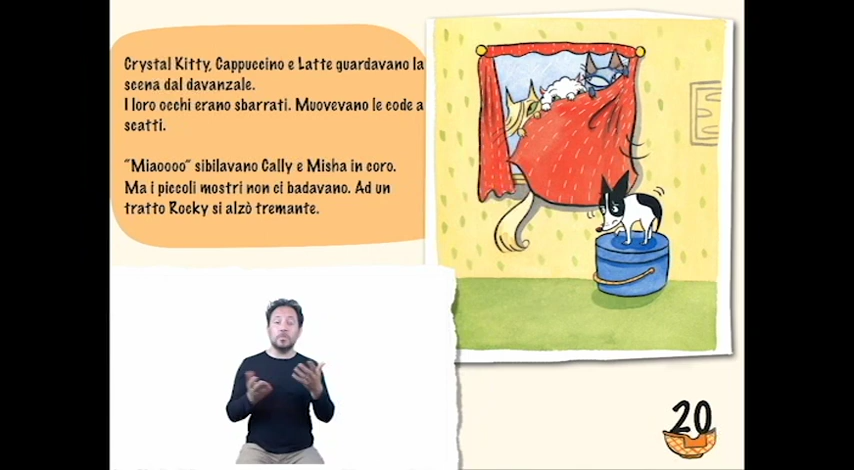 Crystal Kitty, Cappuccino e Latte guardavano la
scena dal davanzale.
I loro occhi erano sbarrati. Muovevano le code a
scatti.
"Miaoooo" sibilavano Cally e Misha in coro.
Ma i piccoli mostri non ci badavano. Ad un
tratto Rocky si alzò tremante.
20